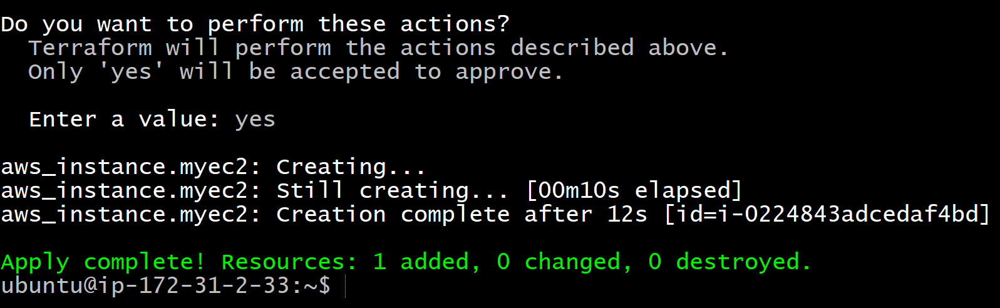 Do you want to perform these actions?
  Terraform will perform the actions described above.
  Only 'yes' will be accepted to approve.

  Enter a value: yes

aws_instance.myec2: Creating...
aws_instance.myec2: Still creating... [00m10s elapsed]
aws_instance.myec2: Creation complete after 12s [id=i-0224843adcedaf4bd]

Apply complete! Resources: 1 added, 0 changed, 0 destroyed.
ubuntu@ip-172-31-2-33:~$